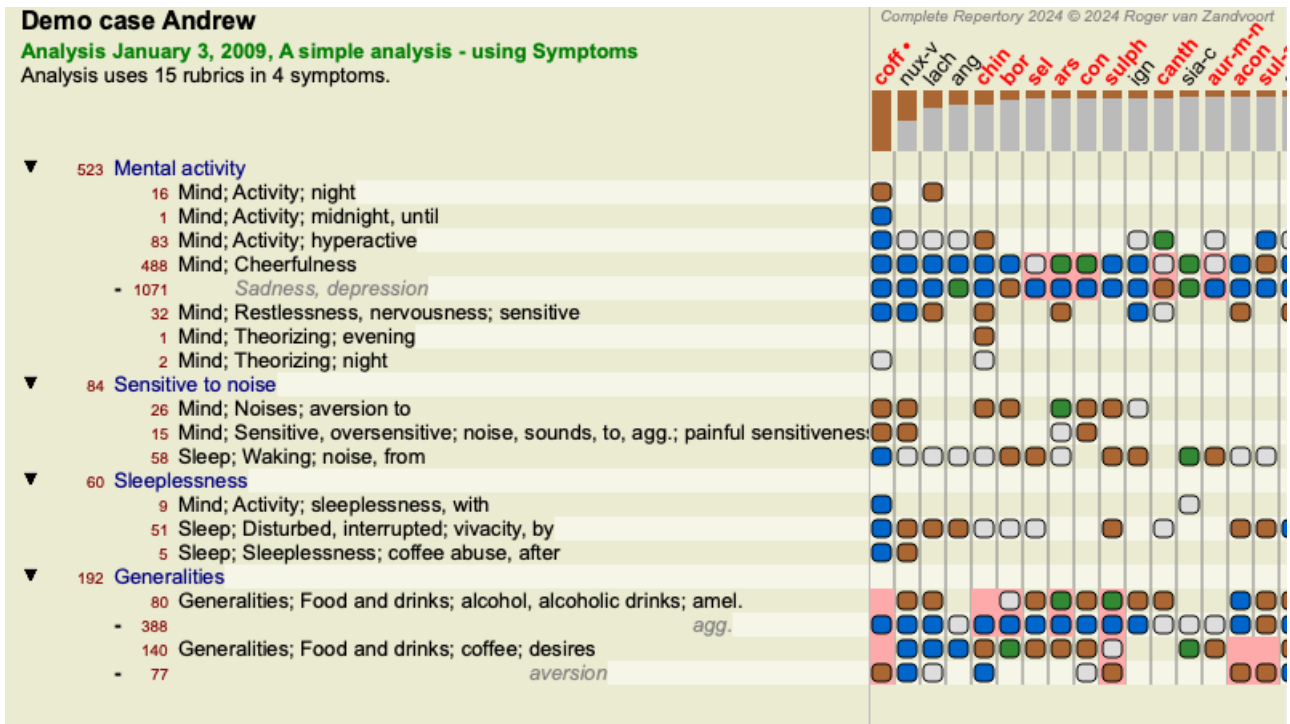 Demo case Andrew
Complete Repertory 2024 © 2024 Roger van Zandvoort
Analysis January 3, 2009, A simple analysis - using Symptoms
Analysis uses 15 rubrics in 4 symptoms.
coff • nux-v lach ang chin bor sel ars con sulph ign canth sia-c aur-m-n acon
▼ 523 Mental activity
16 Mind; Activity; night
1 Mind; Activity; midnight, until
83 Mind; Activity; hyperactive
488 Mind; Cheerfulness
- 1071 Sadness, depression
32 Mind; Restlessness, nervousness; sensitive
1 Mind; Theorizing; evening
2 Mind; Theorizing; night
▼ 84 Sensitive to noise
26 Mind; Noises; aversion to
15 Mind; Sensitive, oversensitive; noise, sounds, to, agg.; painful sensitiveness
58 Sleep; Waking; noise, from
▼ 60 Sleeplessness
9 Mind; Activity; sleeplessness, with
51 Sleep; Disturbed, interrupted; vivacity, by
5 Sleep; Sleeplessness; coffee abuse, after
▼ 192 Generalities
80 Generalities; Food and drinks; alcohol, alcoholic drinks; amel.
- 388 agg.
140 Generalities; Food and drinks; coffee; desires
- 77 aversion